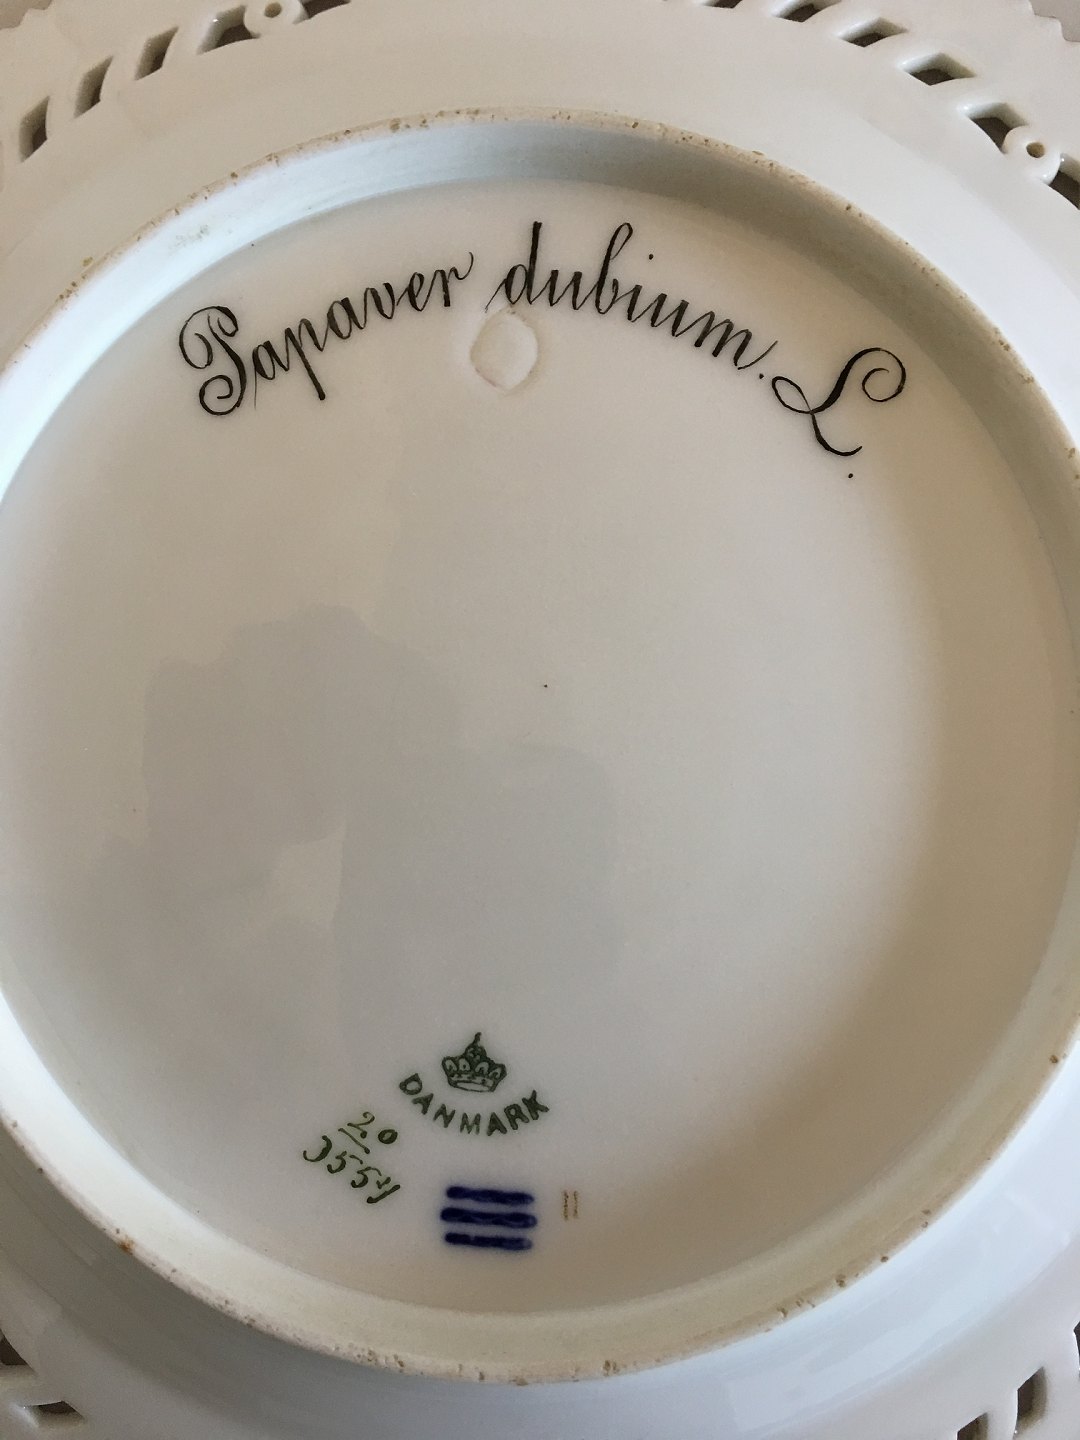 Papaver dubium. L.
DANMARK
20
3554